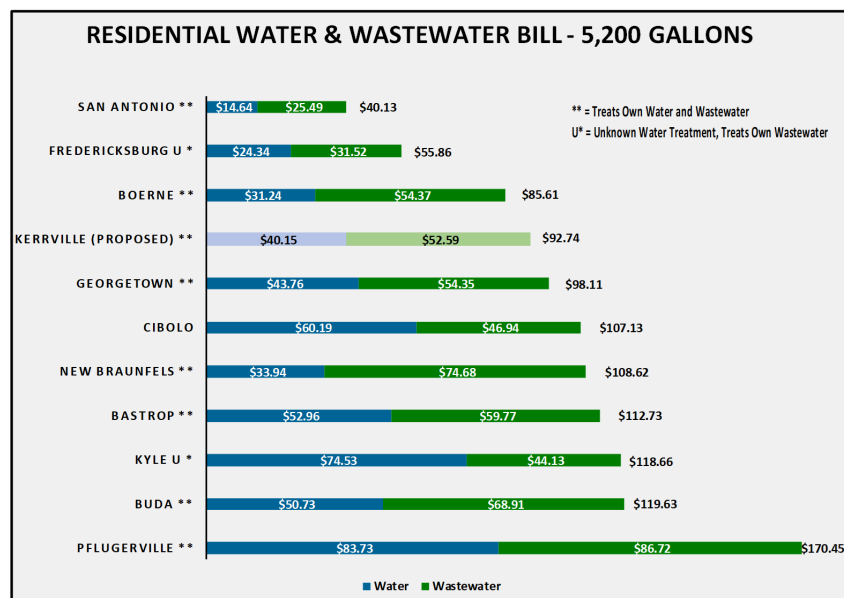 RESIDENTIAL WATER & WASTEWATER BILL - 5,200 GALLONS
** = Treats Own Water and Wastewater
U* = Unknown Water Treatment, Treats Own Wastewater
SAN ANTONIO ** $14.64 $25.49 $40.13
FREDERICKSBURG U * $24.34 $31.52 $55.86
BOERNE ** $31.24 $54.37 $85.61
KERRVILLE (PROPOSED) ** $40.15 $52.59 $92.74
GEORGETOWN ** $43.76 $54.35 $98.11
CIBOLO $60.19 $46.94 $107.13
NEW BRAUNFELS ** $33.94 $74.68 $108.62
BASTROP ** $52.96 $59.77 $112.73
KYLE U * $74.53 $44.13 $118.66
BUDA ** $50.73 $68.91 $119.63
PFLUGERVILLE ** $83.73 $86.72 $170.45
Water Wastewater